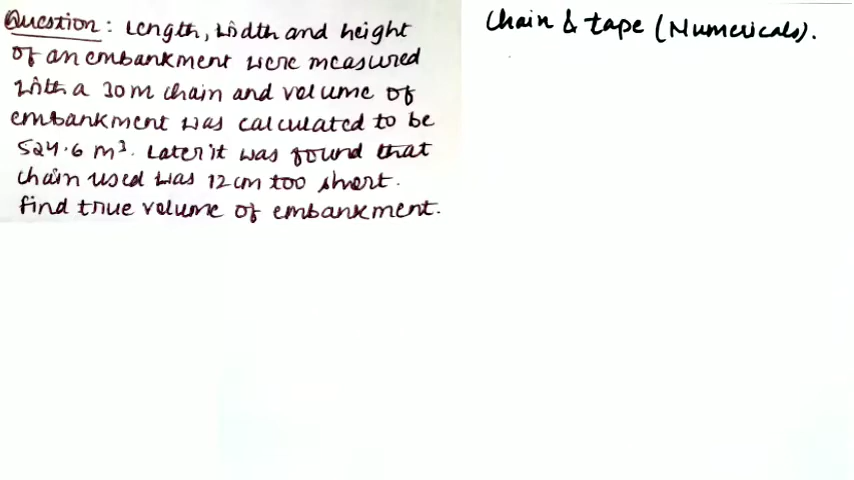 Question: Length, width and height
of an embankment were measured
with a 30m chain and volume of
embankment was calculated to be
524.6 m³. Later it was found that
chain used was 12 cm too short.
find true volume of embankment.
Chain & tape (Numericals).